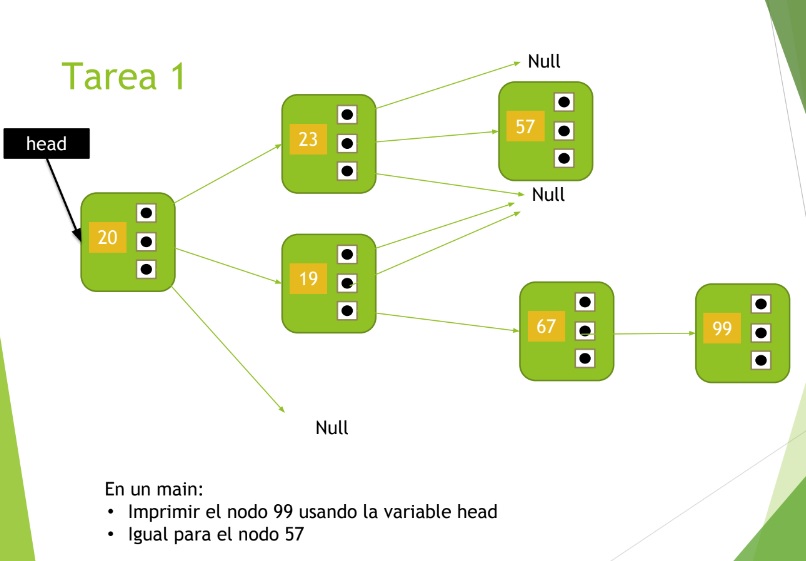 Tarea 1
head
20
23
Null
57
Null
19
67
99
Null
En un main:
• Imprimir el nodo 99 usando la variable head
• Igual para el nodo 57